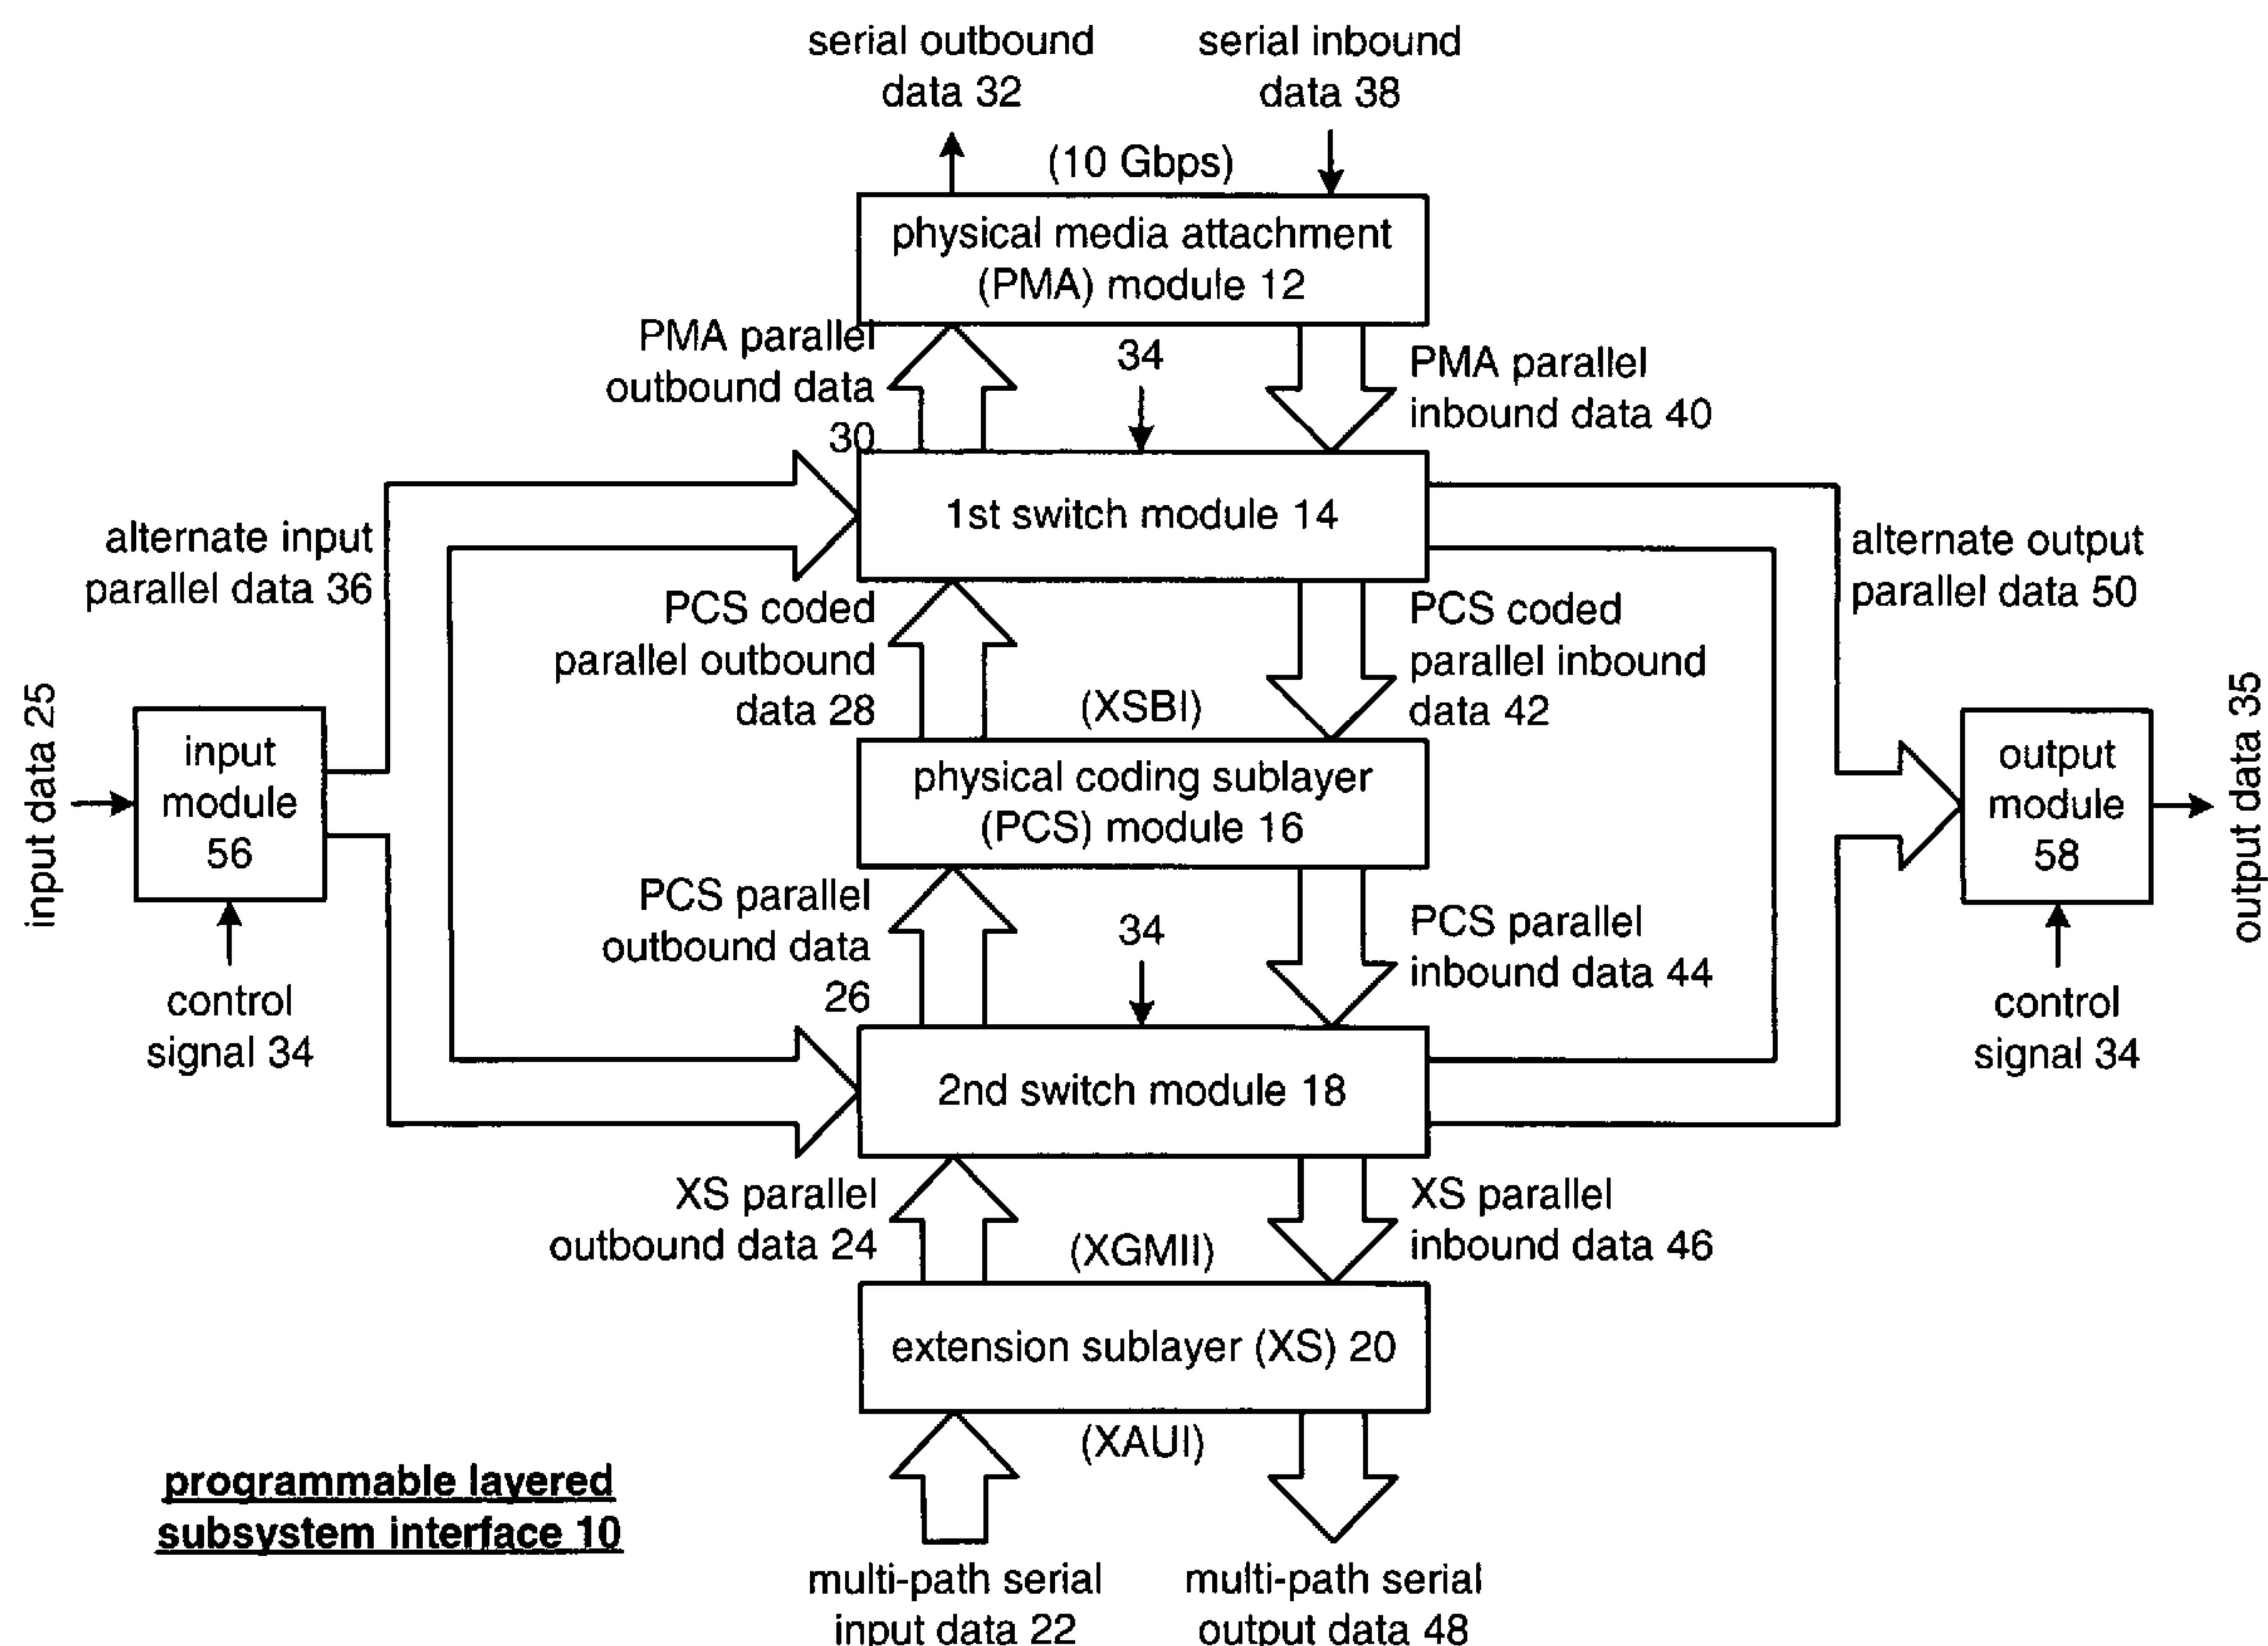 serial outbound
data 32
serial inbound
data 38
(10 Gbps)
physical media attachment
(PMA) module 12
PMA parallel
outbound data
30
34
PMA parallel
inbound data 40
1st switch module 14
alternate input
parallel data 36
alternate output
parallel data 50
PCS coded
parallel outbound
data 28
PCS coded
parallel inbound
data 42
(XSBI)
input data 25
input
module
56
physical coding sublayer
(PCS) module 16
output
module
58
output data 35
control
signal 34
PCS parallel
outbound data
26
34
PCS parallel
inbound data 44
control
signal 34
2nd switch module 18
XS parallel
outbound data 24
(XGMII)
XS parallel
inbound data 46
extension sublayer (XS) 20
(XAUI)
programmable layered
subsystem interface 10
multi-path serial
input data 22
multi-path serial
output data 48